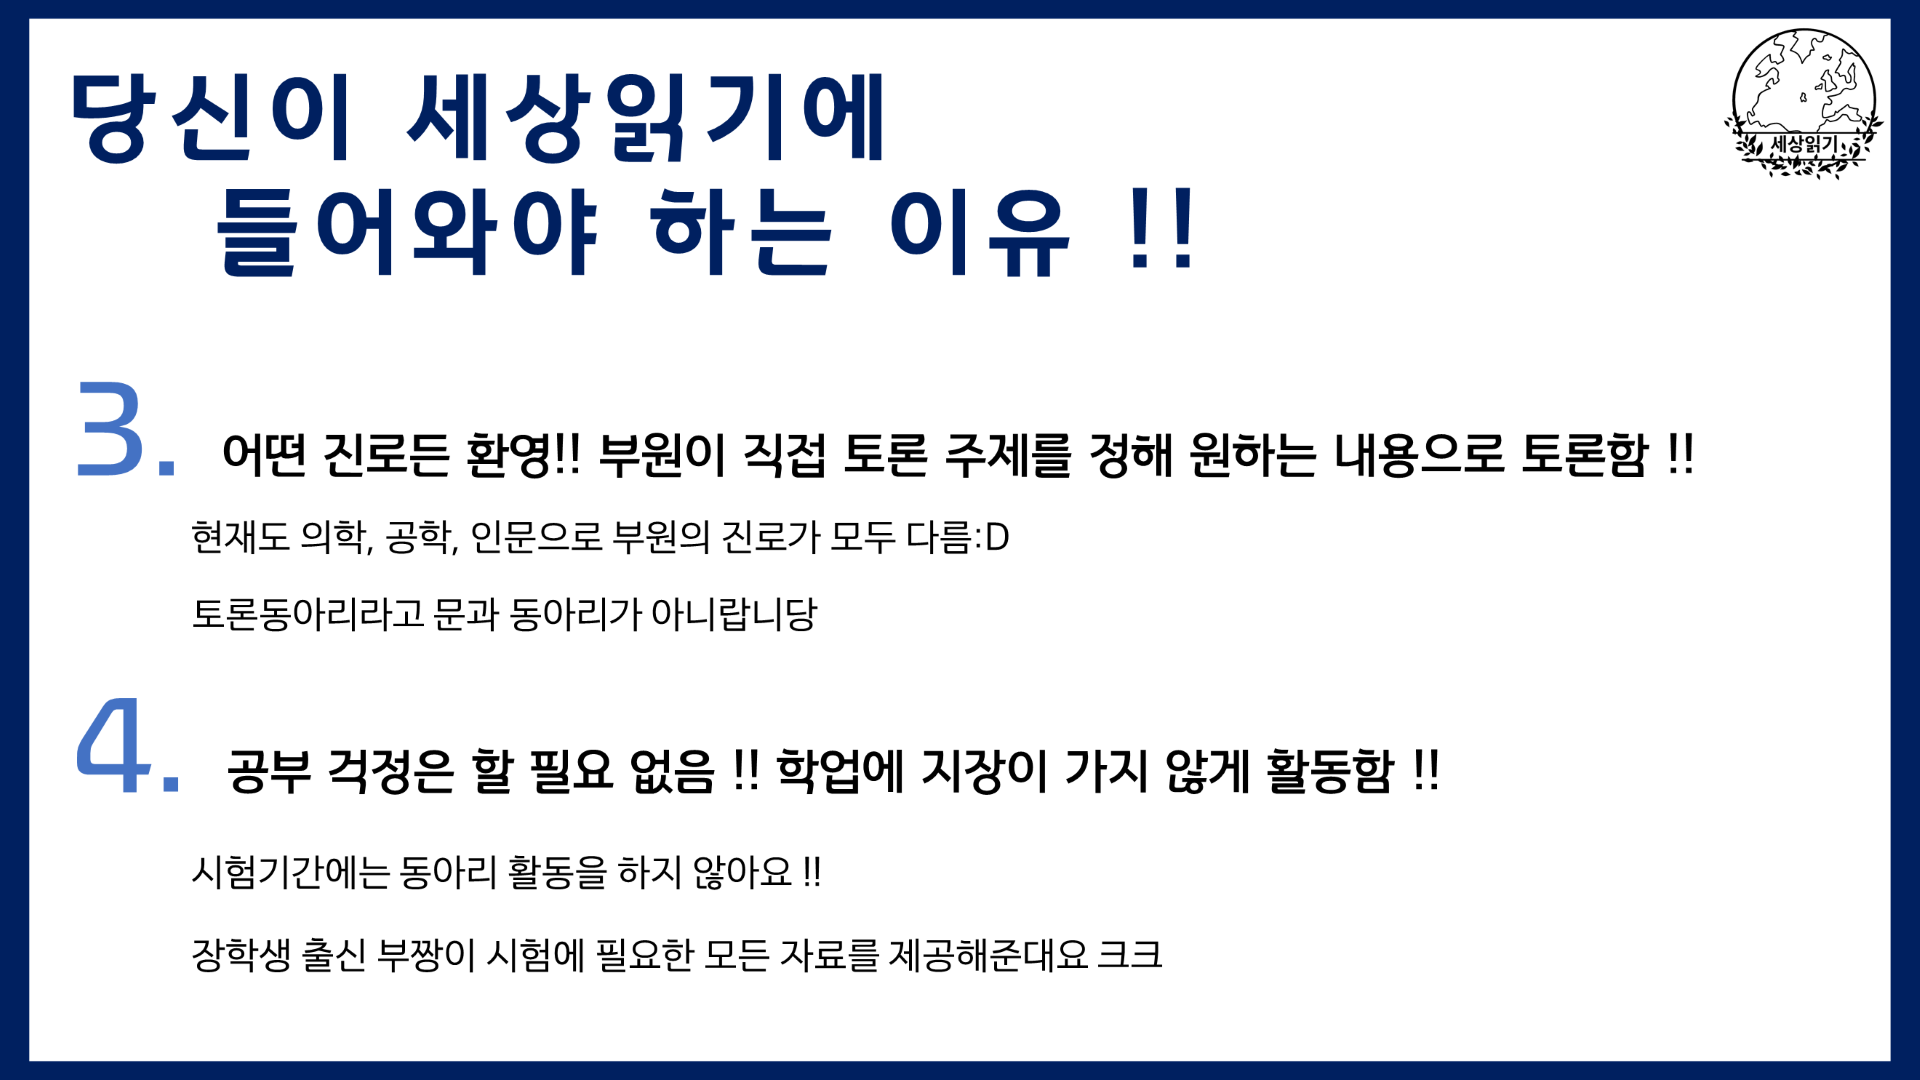 당신이 세상읽기에
들어와야 하는 이유 !!
세상읽기
3. 어떤 진로든 환영!! 부원이 직접 토론 주제를 정해 원하는 내용으로 토론함 !!
현재도 의학, 공학, 인문으로 부원의 진로가 모두 다름:D
토론동아리라고 문과 동아리가 아니랍니당
4. 공부 걱정은 할 필요 없음 !! 학업에 지장이 가지 않게 활동함 !!
시험기간에는 동아리 활동을 하지 않아요 !!
장학생 출신 부짱이 시험에 필요한 모든 자료를 제공해준대요 크크